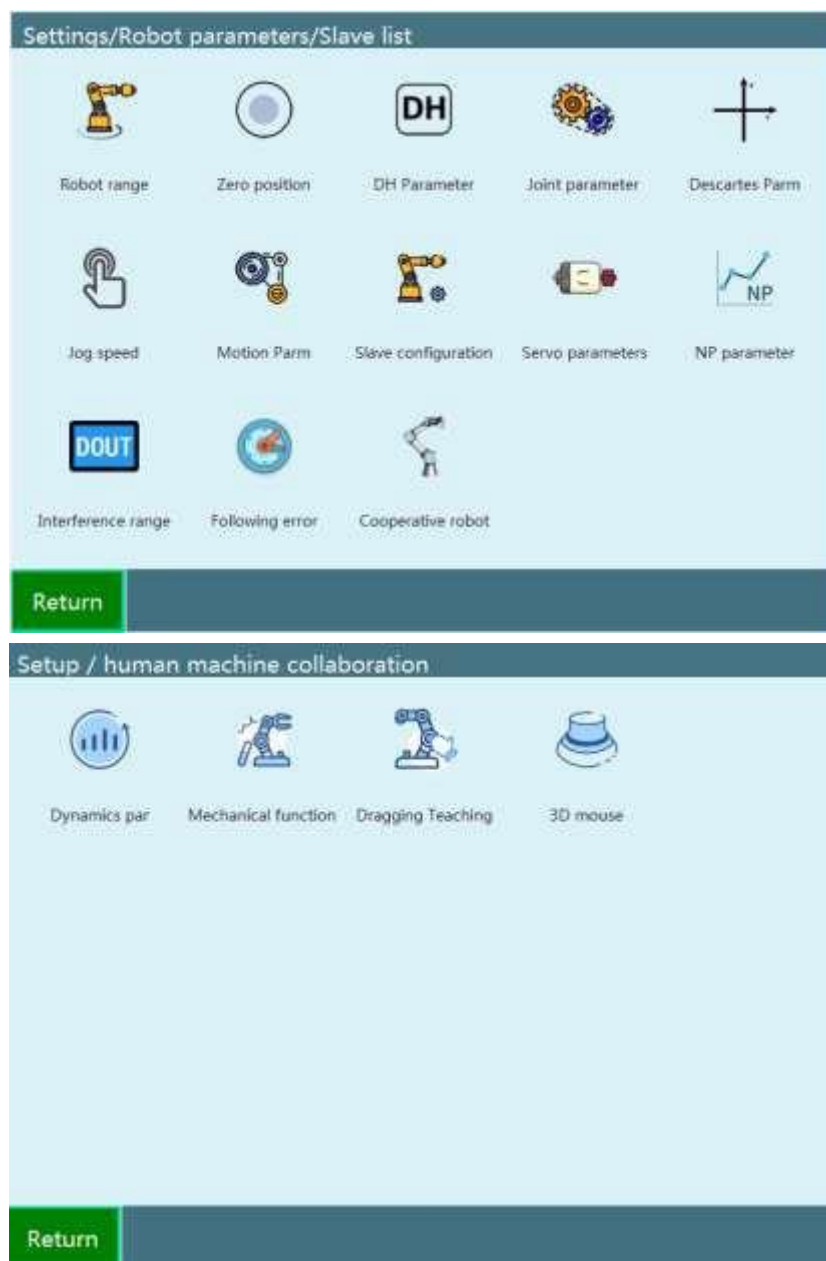 Settings/Robot parameters/Slave list
DH
Robot range Zero position DH Parameter Joint parameter Descartes Parm
NP
Jog speed Motion Parm Slave configuration Servo parameters NP parameter
DOUT
Interference range Following error Cooperative robot
Return
Setup / human machine collaboration
Dynamics par Mechanical function Dragging Teaching 3D mouse
Return